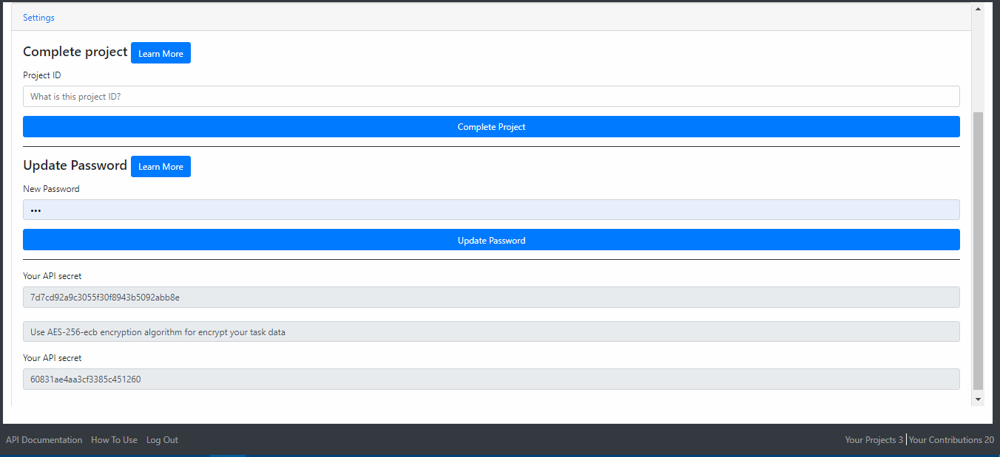 Settings
Complete project Learn More
Project ID
What is this project ID?
Complete Project
Update Password Learn More
New Password
•••
Update Password
Your API secret
7d7cd92a9c3055f30f8943b5092abb8e
Use AES-256-ecb encryption algorithm for encrypt your task data
Your API secret
60831ae4aa3cf3385c451260
API Documentation How To Use Log Out Your Projects 3 Your Contributions 20